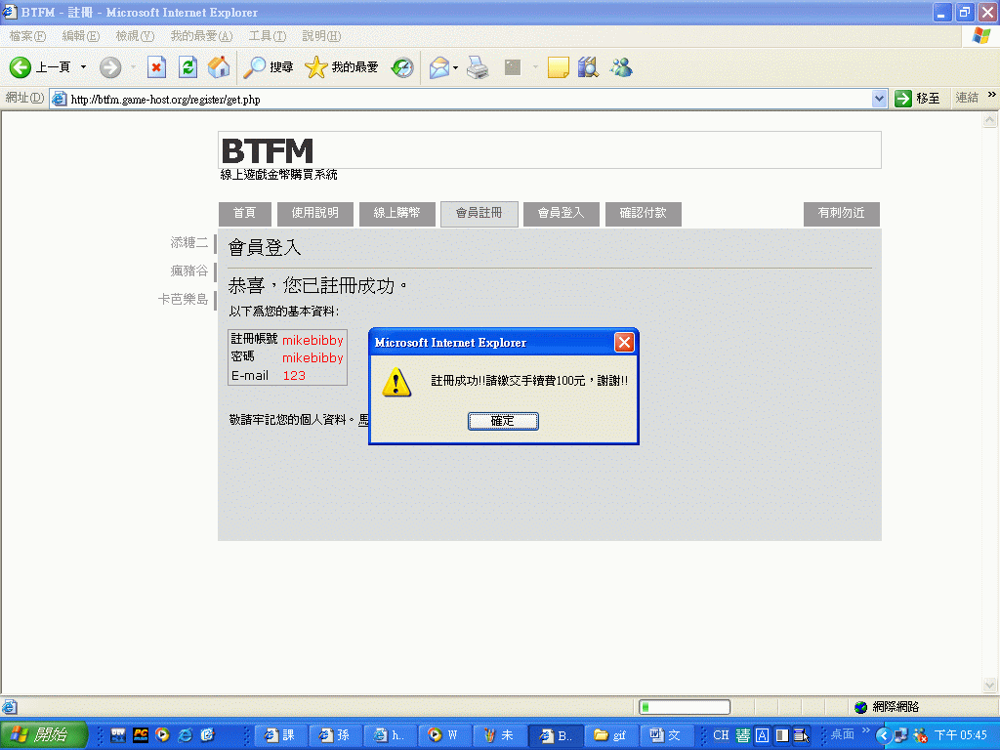 BTFM - 註冊 - Microsoft Internet Explorer
檔案(F) 編輯(E) 檢視(V) 我的最愛(A) 工具(T) 說明(H)
上一頁 搜尋 我的最愛
網址(D) http://btfm.game-host.org/register/get.php 移至 連結 »
BTFM
線上遊戲金幣購買系統
首頁 使用說明 線上購幣 會員註冊 會員登入 確認付款 有刺勿近
添糖二
瘋豬谷
卡芭樂島
會員登入
恭喜，您已註冊成功。
以下為您的基本資料:
註冊帳號 mikebibby
密碼 mikebibby
E-mail 123
敬請牢記您的個人資料。馬
Microsoft Internet Explorer
註冊成功!!請繳交手續費100元，謝謝!!
確定
網際網路
開始 課 孫 h.. W 未 B.. gif 文 CH A 桌面 » 下午 05:45